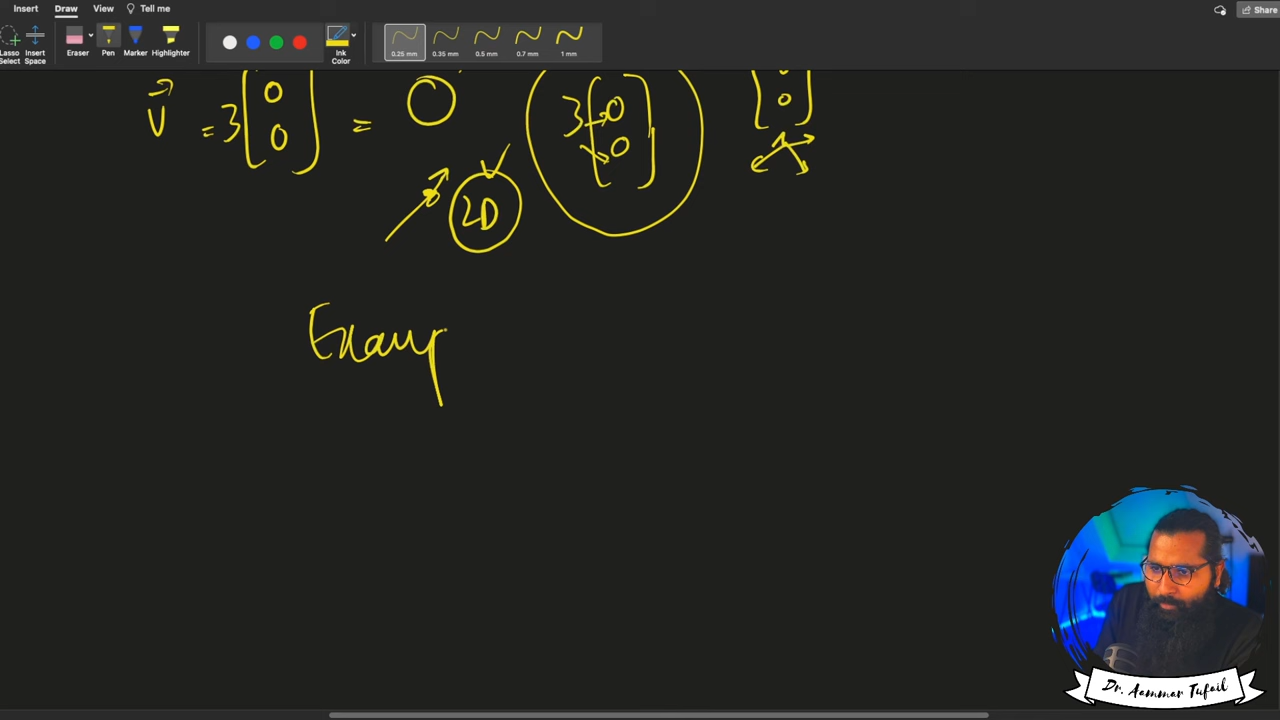 Insert Draw View Tell me
Share
Lasso Select
Insert Space
Eraser
Pen
Marker
Highlighter
Ink Color
0.25 mm
0.35 mm
0.5 mm
0.7 mm
1 mm
V = 3 [ 0 0 ] = 0
3 [ 0 0 ]
0
2D
Examp
Dr. Aammar Tufail